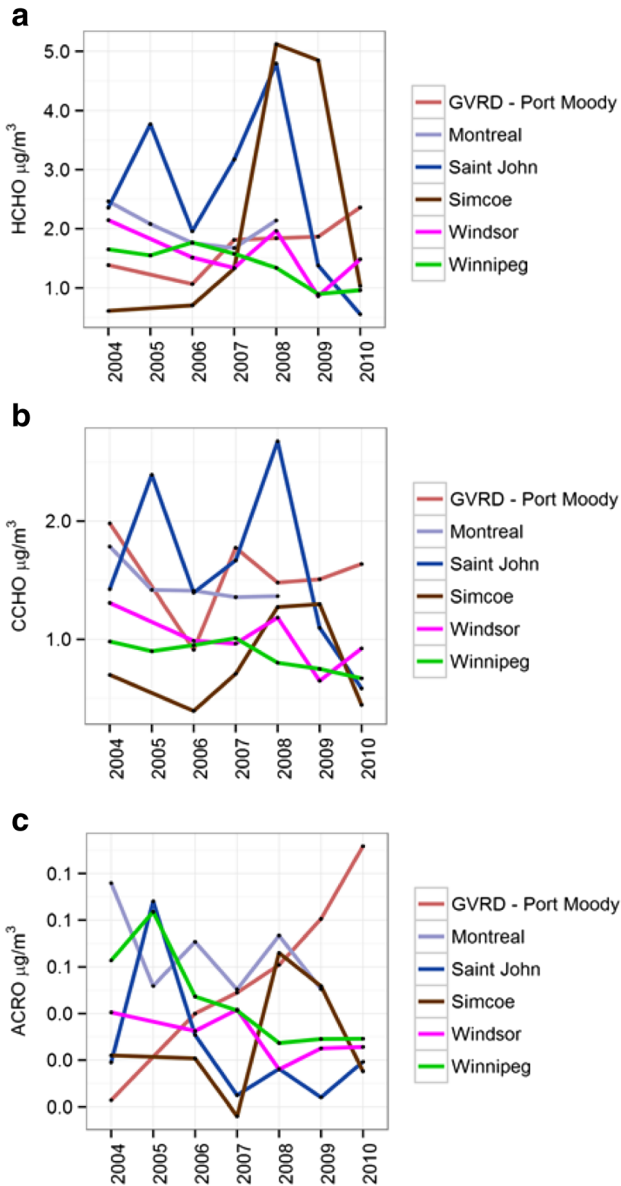 a
HCHO µg/m³
5.0
4.0
3.0
2.0
1.0
2004
2005
2006
2007
2008
2009
2010
GVRD - Port Moody
Montreal
Saint John
Simcoe
Windsor
Winnipeg
b
CCHO µg/m³
2.0
1.0
2004
2005
2006
2007
2008
2009
2010
GVRD - Port Moody
Montreal
Saint John
Simcoe
Windsor
Winnipeg
c
ACRO µg/m³
0.1
0.1
0.1
0.0
0.0
0.0
2004
2005
2006
2007
2008
2009
2010
GVRD - Port Moody
Montreal
Saint John
Simcoe
Windsor
Winnipeg